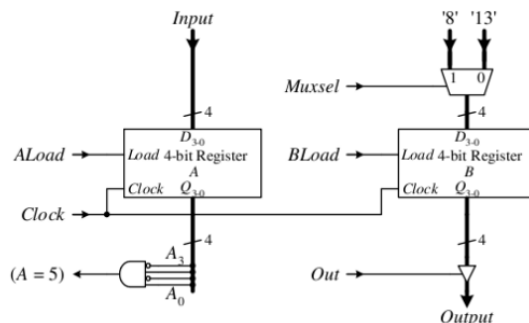 Input
'8' '13'
1 0
Muxsel
4
4
D3-0
ALoad
Load 4-bit Register
A
Clock Q3-0
D3-0
BLoad
Load 4-bit Register
B
Clock Q3-0
Clock
4
4
(A = 5)
A3
A0
Out
Output